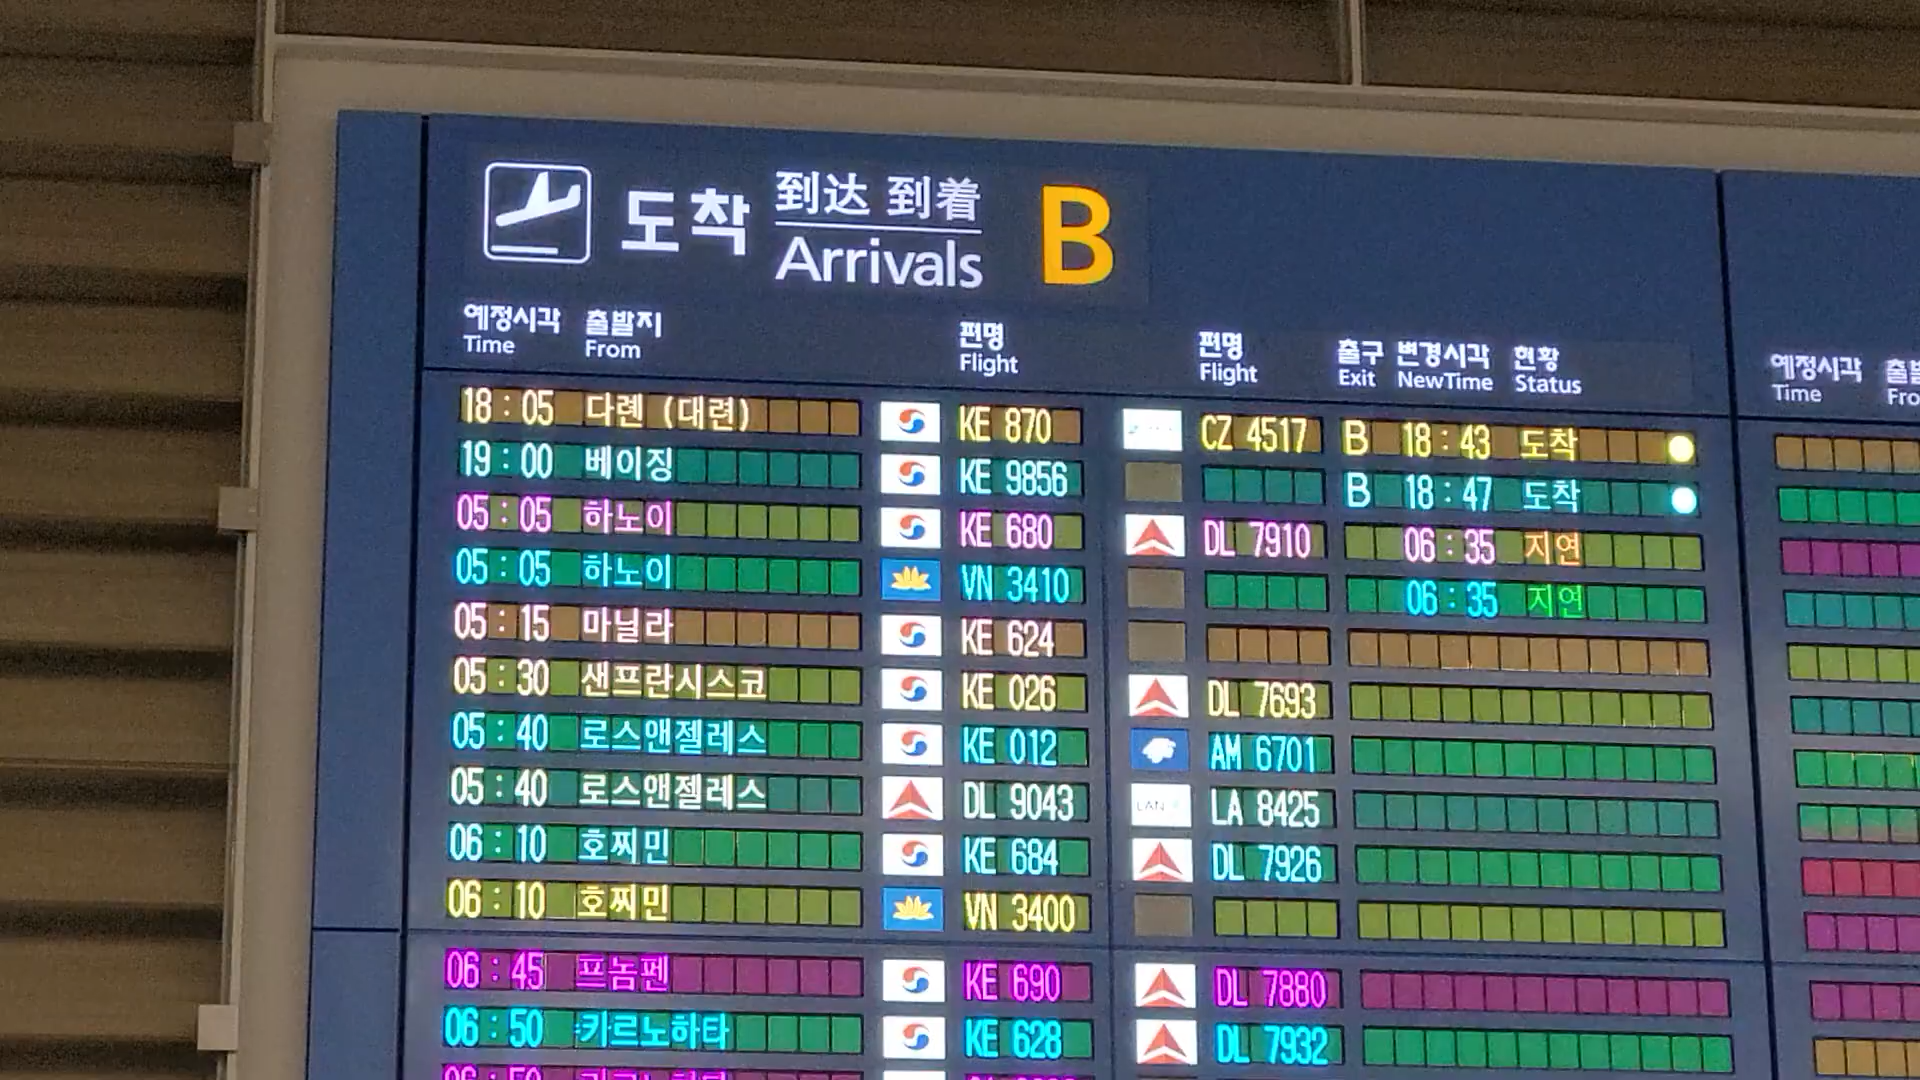 도착 到达 到着 Arrivals B
예정시각 출발지 편명 편명 출구 변경시각 현황
Time From Flight Flight Exit NewTime Status
예정시각
Time
18:05 다롄 (대련) KE 870 CZ 4517 B 18:43 도착
19:00 베이징 KE 9856 B 18:47 도착
05:05 하노이 KE 680 DL 7910 06:35 지연
05:05 하노이 VN 3410 06:35 지연
05:15 마닐라 KE 624
05:30 샌프란시스코 KE 026 DL 7693
05:40 로스앤젤레스 KE 012 AM 6701
05:40 로스앤젤레스 DL 9043 LAN LA 8425
06:10 호찌민 KE 684 DL 7926
06:10 호찌민 VN 3400
06:45 프놈펜 KE 690 DL 7880
06:50 키르노하타 KE 628 DL 7932